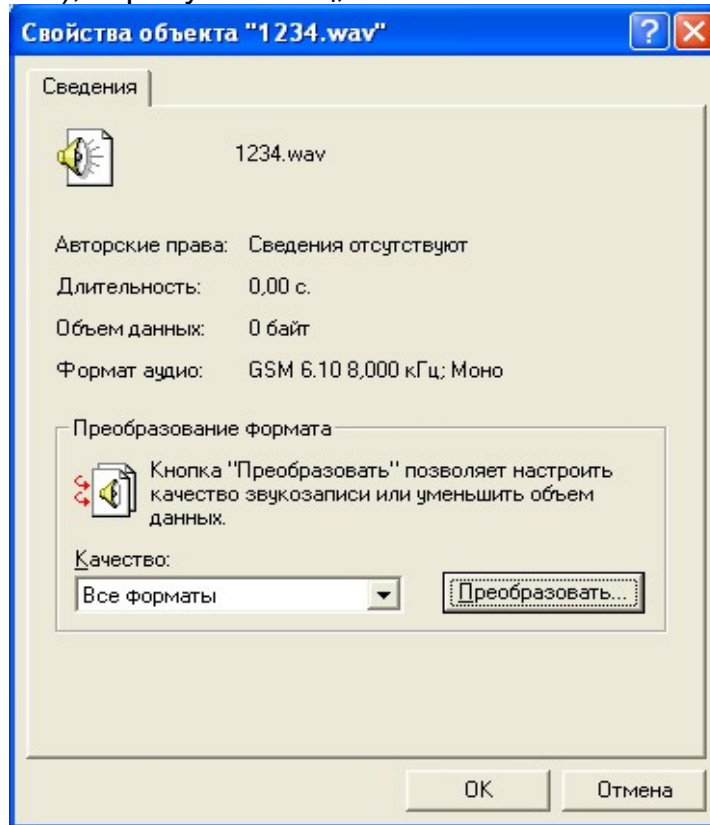 Свойства объекта "1234.wav"
Сведения
1234.wav
Авторские права: Сведения отсутствуют
Длительность: 0,00 с.
Объем данных: 0 байт
Формат аудио: GSM 6.10 8,000 кГц; Моно
Преобразование формата
Кнопка "Преобразовать" позволяет настроить
качество звукозаписи или уменьшить объем
данных.
Качество:
Все форматы
Преобразовать...
OK
Отмена